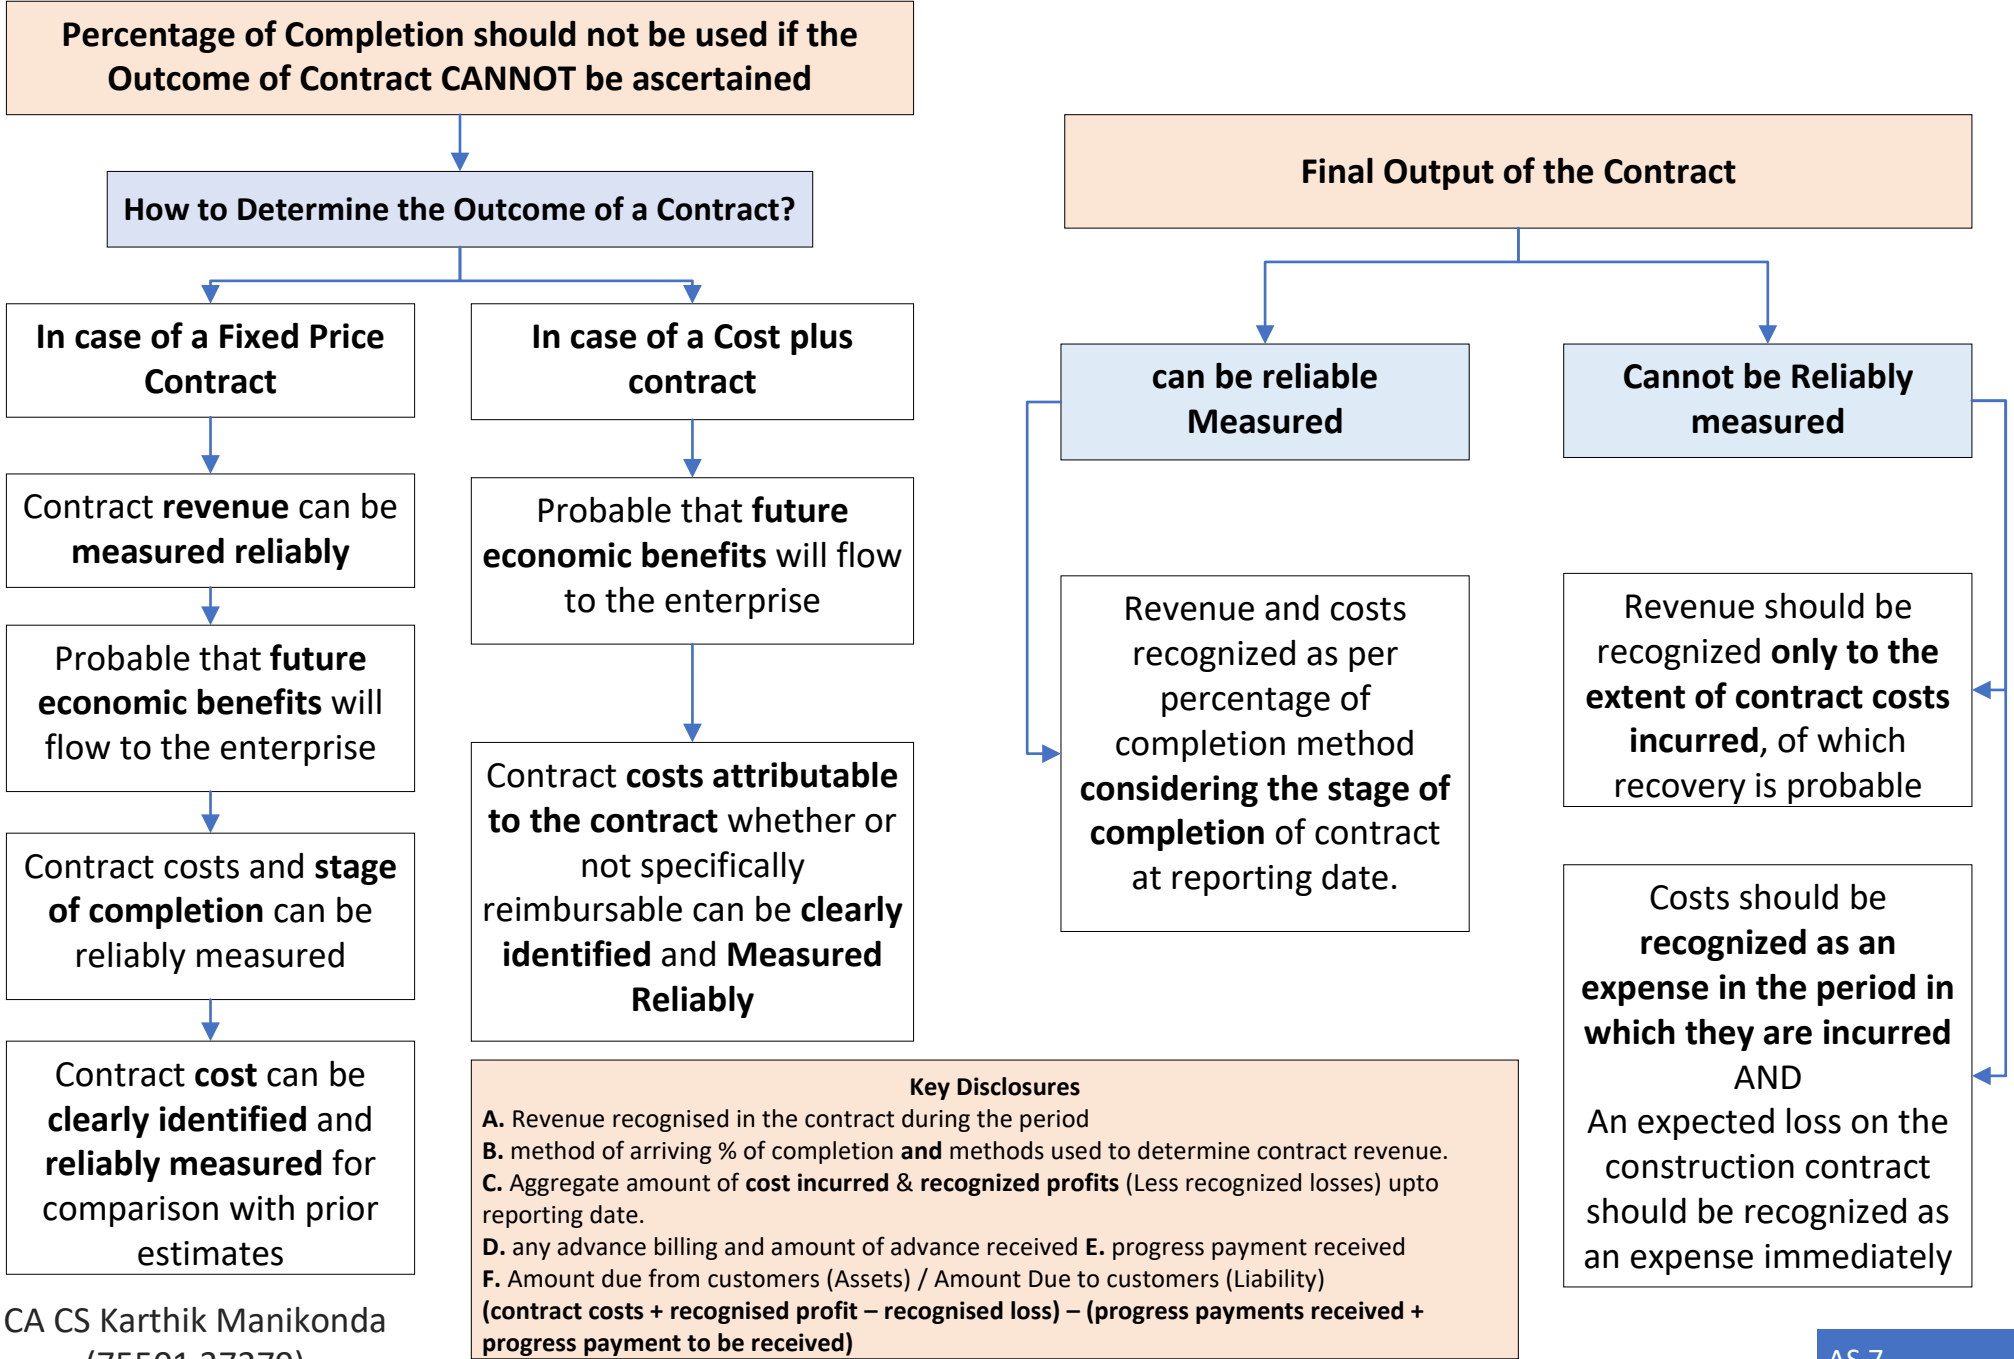 Percentage of Completion should not be used if the
Outcome of Contract CANNOT be ascertained
How to Determine the Outcome of a Contract?
In case of a Fixed Price
Contract
Contract revenue can be
measured reliably
Probable that future
economic benefits will
flow to the enterprise
Contract costs and stage
of completion can be
reliably measured
Contract cost can be
clearly identified and
reliably measured for
comparison with prior
estimates
In case of a Cost plus
contract
Probable that future
economic benefits will flow
to the enterprise
Contract costs attributable
to the contract whether or
not specifically
reimbursable can be clearly
identified and Measured
Reliably
Final Output of the Contract
can be reliable
Measured
Revenue and costs
recognized as per
percentage of
completion method
considering the stage of
completion of contract
at reporting date.
Cannot be Reliably
measured
Revenue should be
recognized only to the
extent of contract costs
incurred, of which
recovery is probable
Costs should be
recognized as an
expense in the period in
which they are incurred
AND
An expected loss on the
construction contract
should be recognized as
an expense immediately
Key Disclosures
A. Revenue recognised in the contract during the period
B. method of arriving % of completion and methods used to determine contract revenue.
C. Aggregate amount of cost incurred & recognized profits (Less recognized losses) upto
reporting date.
D. any advance billing and amount of advance received E. progress payment received
F. Amount due from customers (Assets) / Amount Due to customers (Liability)
(contract costs + recognised profit – recognised loss) – (progress payments received +
progress payment to be received)
CA CS Karthik Manikonda
AS 7